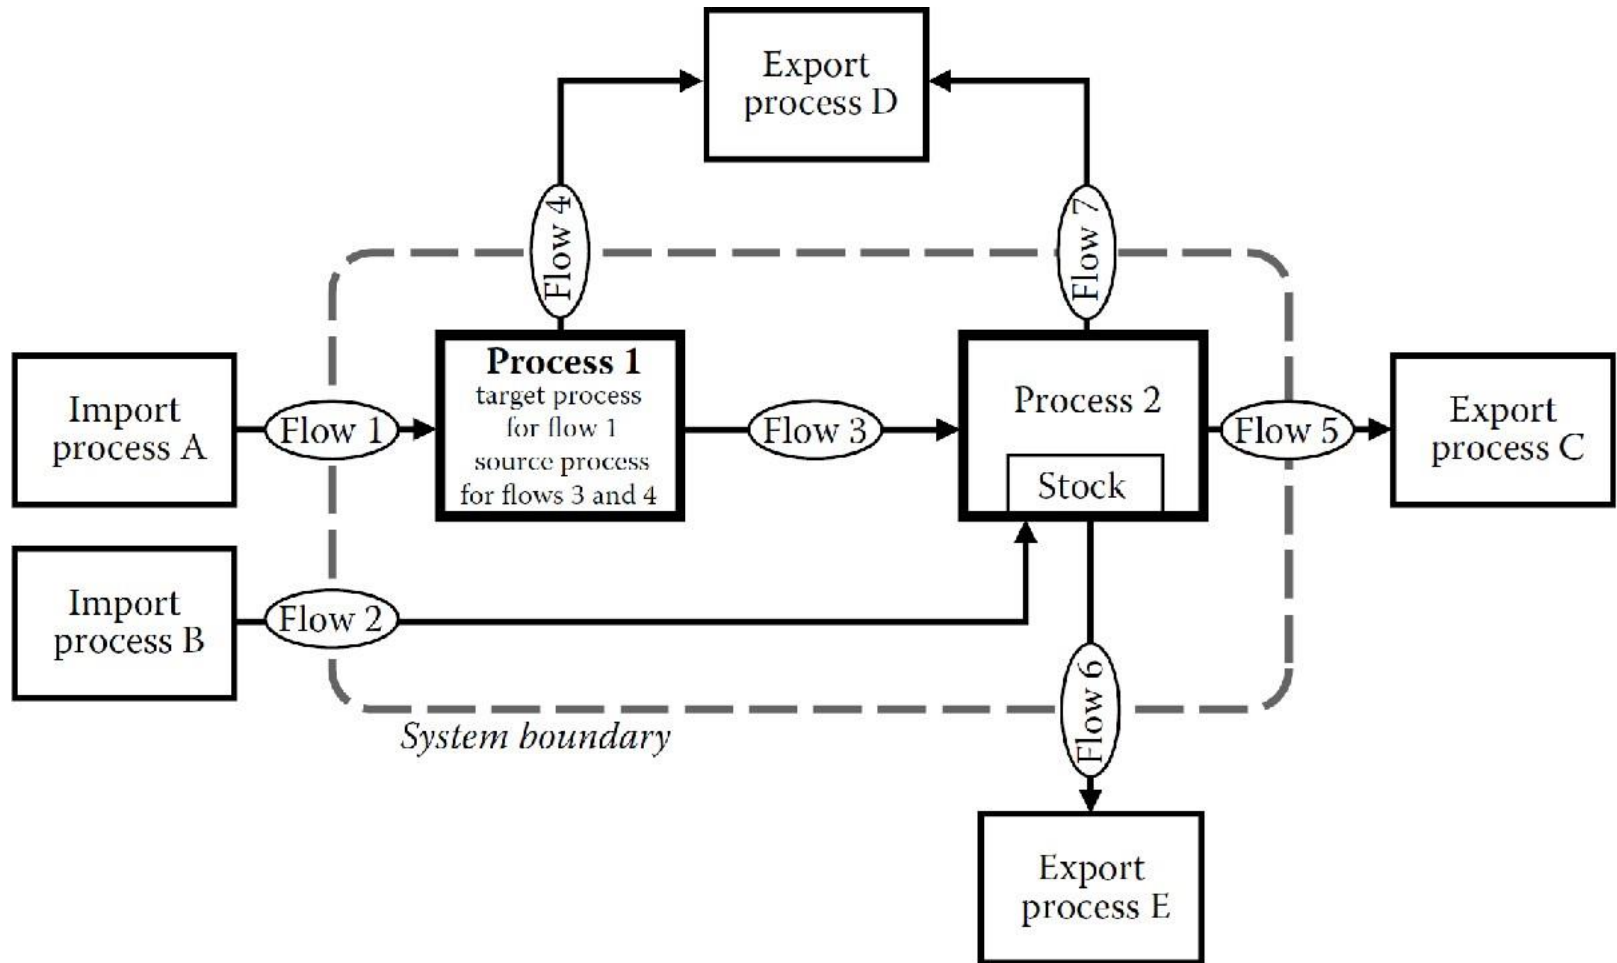 Export
process D
Flow 4
Flow 7
Import
process A
Flow 1
Process 1
target process
for flow 1
source process
for flows 3 and 4
Flow 3
Process 2
Stock
Flow 5
Export
process C
Import
process B
Flow 2
Flow 6
System boundary
Export
process E